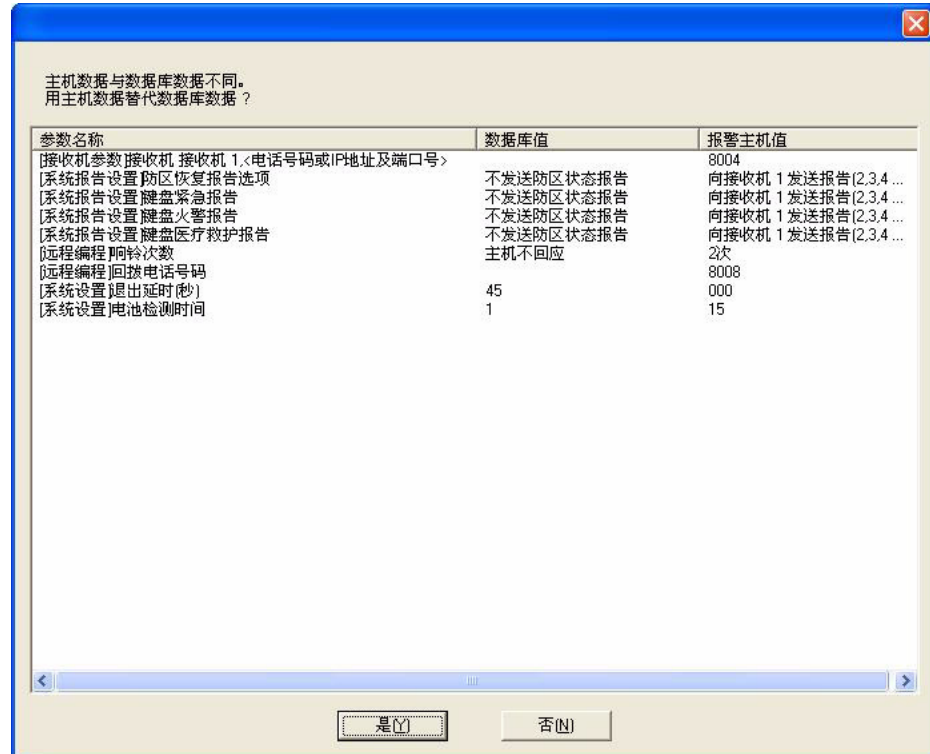 主机数据与数据库数据不同。
用主机数据替代数据库数据 ?
参数名称 数据库值 报警主机值
[接收机参数]接收机 接收机 1,<电话号码或IP地址及端口号> 8004
[系统报告设置]防区恢复报告选项 不发送防区状态报告 向接收机 1 发送报告(2,3,4 ...
[系统报告设置]键盘紧急报告 不发送防区状态报告 向接收机 1 发送报告(2,3,4 ...
[系统报告设置]键盘火警报告 不发送防区状态报告 向接收机 1 发送报告(2,3,4 ...
[系统报告设置]键盘医疗救护报告 不发送防区状态报告 向接收机 1 发送报告(2,3,4 ...
[远程编程]响铃次数 主机不回应 2次
[远程编程]回拨电话号码 8008
[系统设置]退出延时(秒) 45 000
[系统设置]电池检测时间 1 15
是(Y) 否(N)